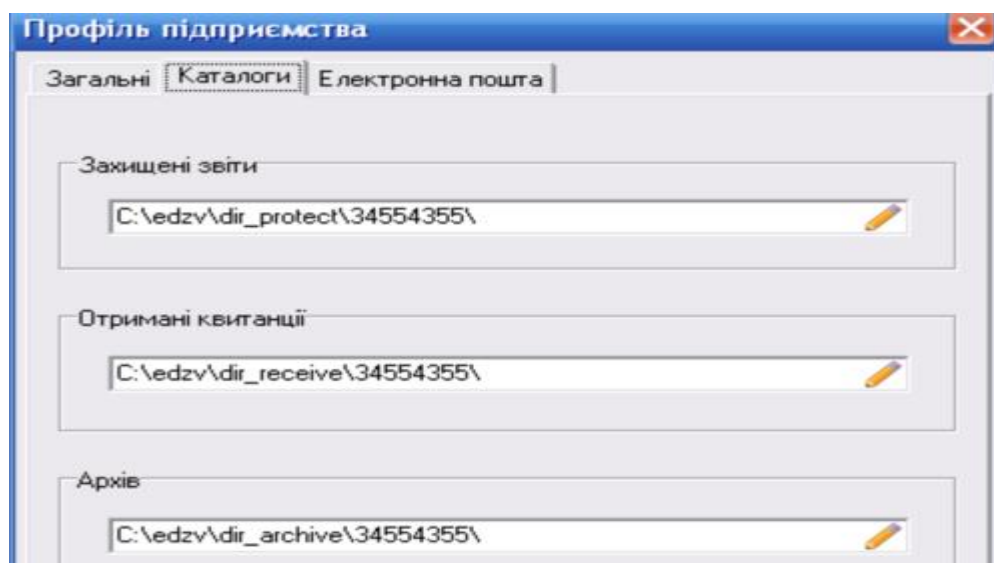 Профіль підприємства
Загальні Каталоги Електронна пошта
Захищені звіти
C:\edzv\dir_protect\34554355\
Отримані квитанції
C:\edzv\dir_receive\34554355\
Архів
C:\edzv\dir_archive\34554355\